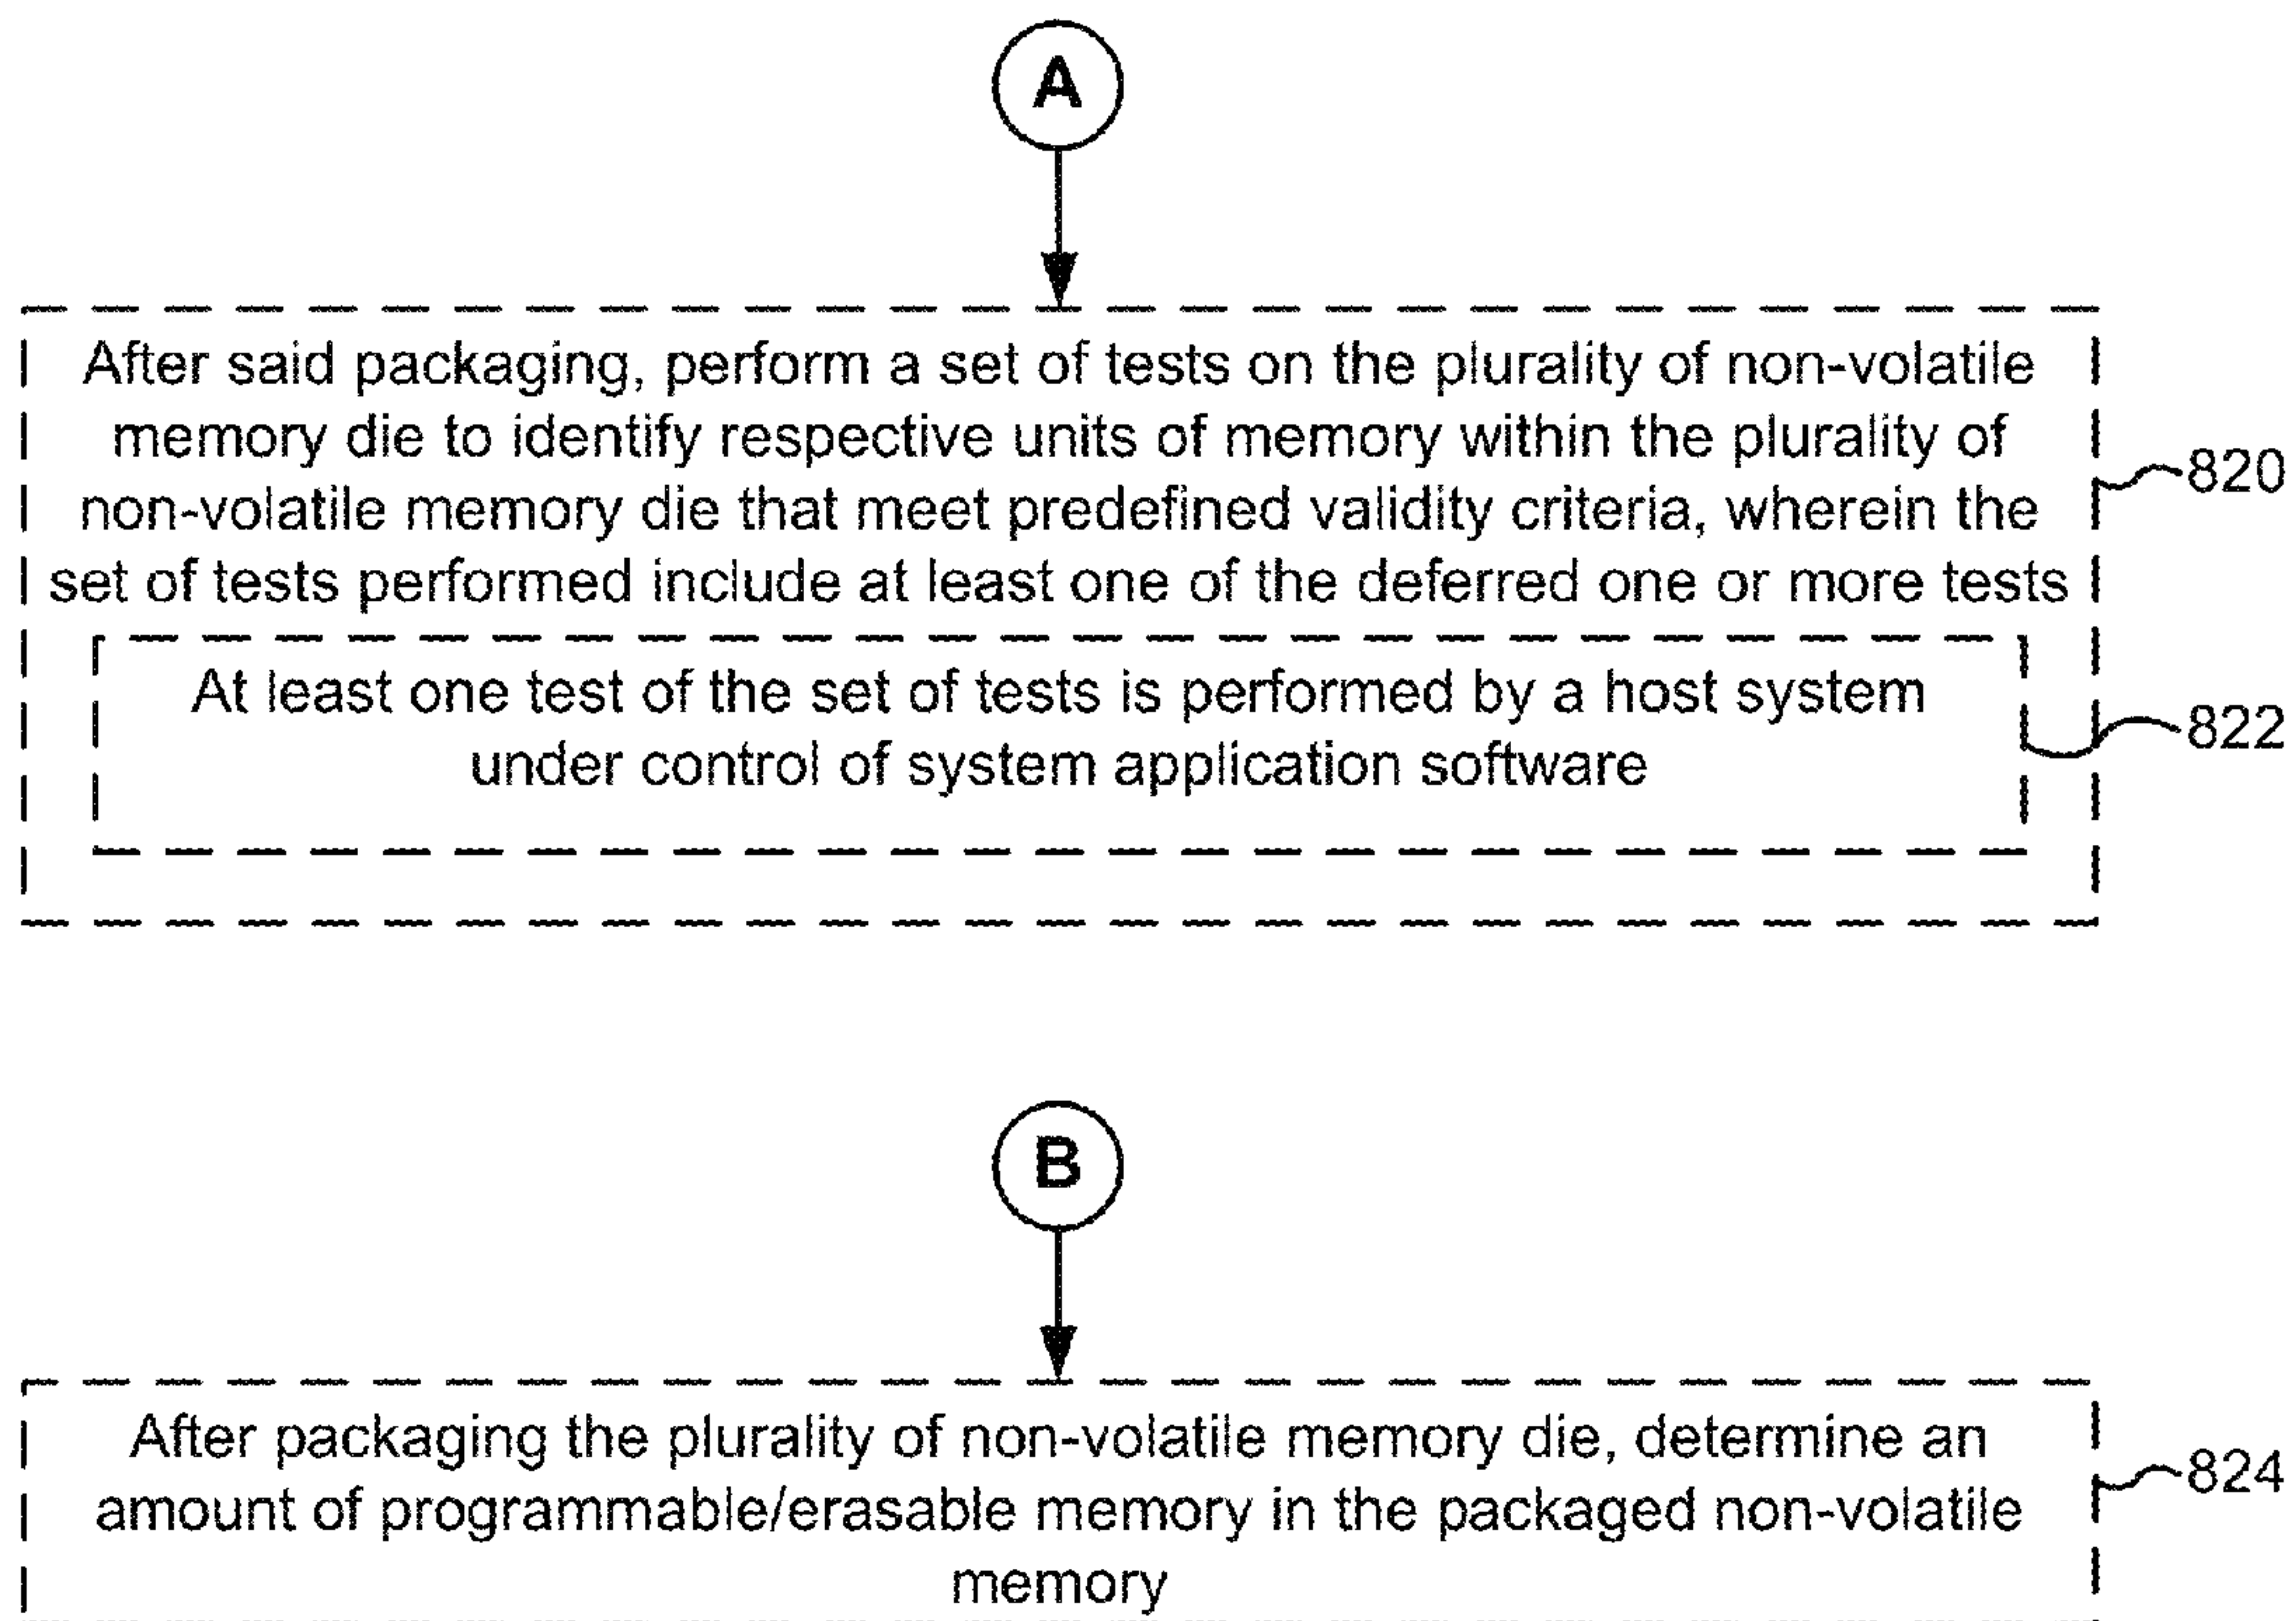 A
After said packaging, perform a set of tests on the plurality of non-volatile
memory die to identify respective units of memory within the plurality of
non-volatile memory die that meet predefined validity criteria, wherein the
set of tests performed include at least one of the deferred one or more tests
820
At least one test of the set of tests is performed by a host system
under control of system application software
822
B
After packaging the plurality of non-volatile memory die, determine an
amount of programmable/erasable memory in the packaged non-volatile
memory
824